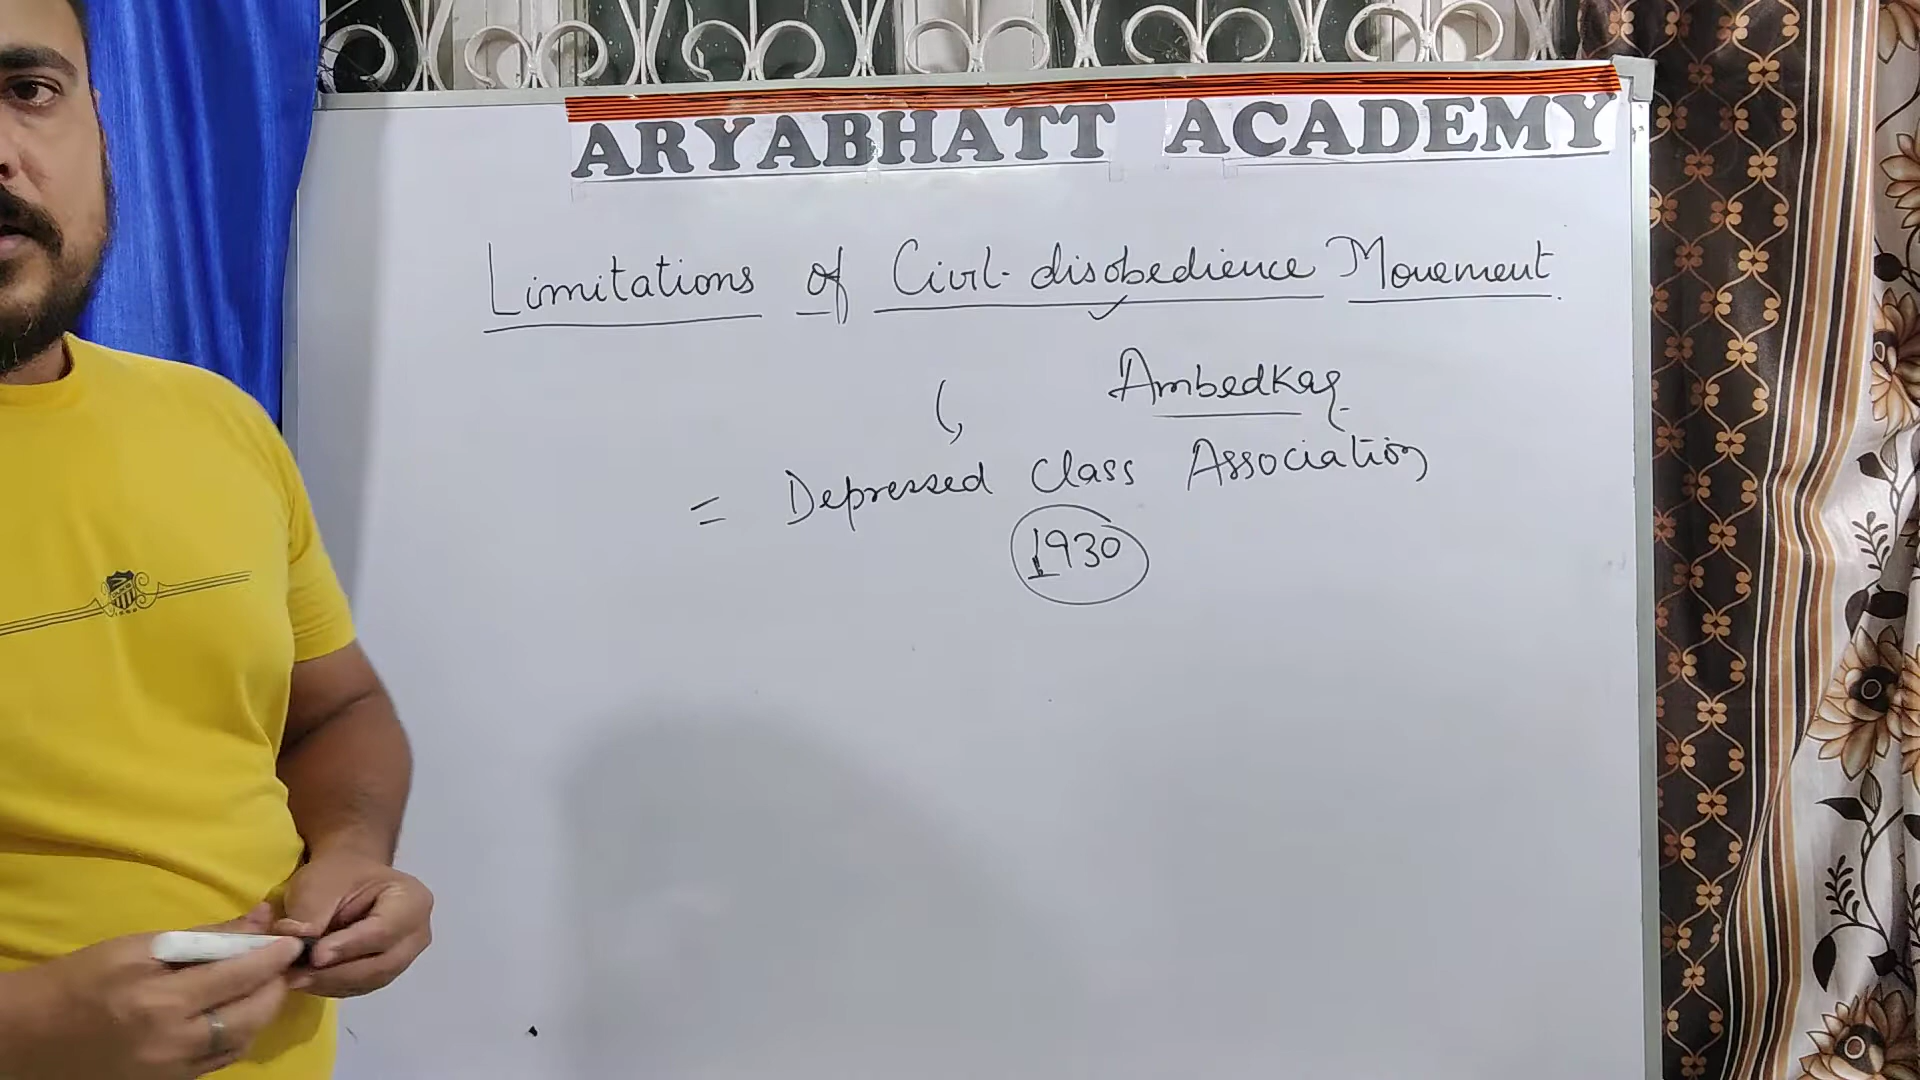 ARYABHATT ACADEMY
Limitations of Civil-disobedience Movement
Ambedkar
= Depressed Class Association
1930